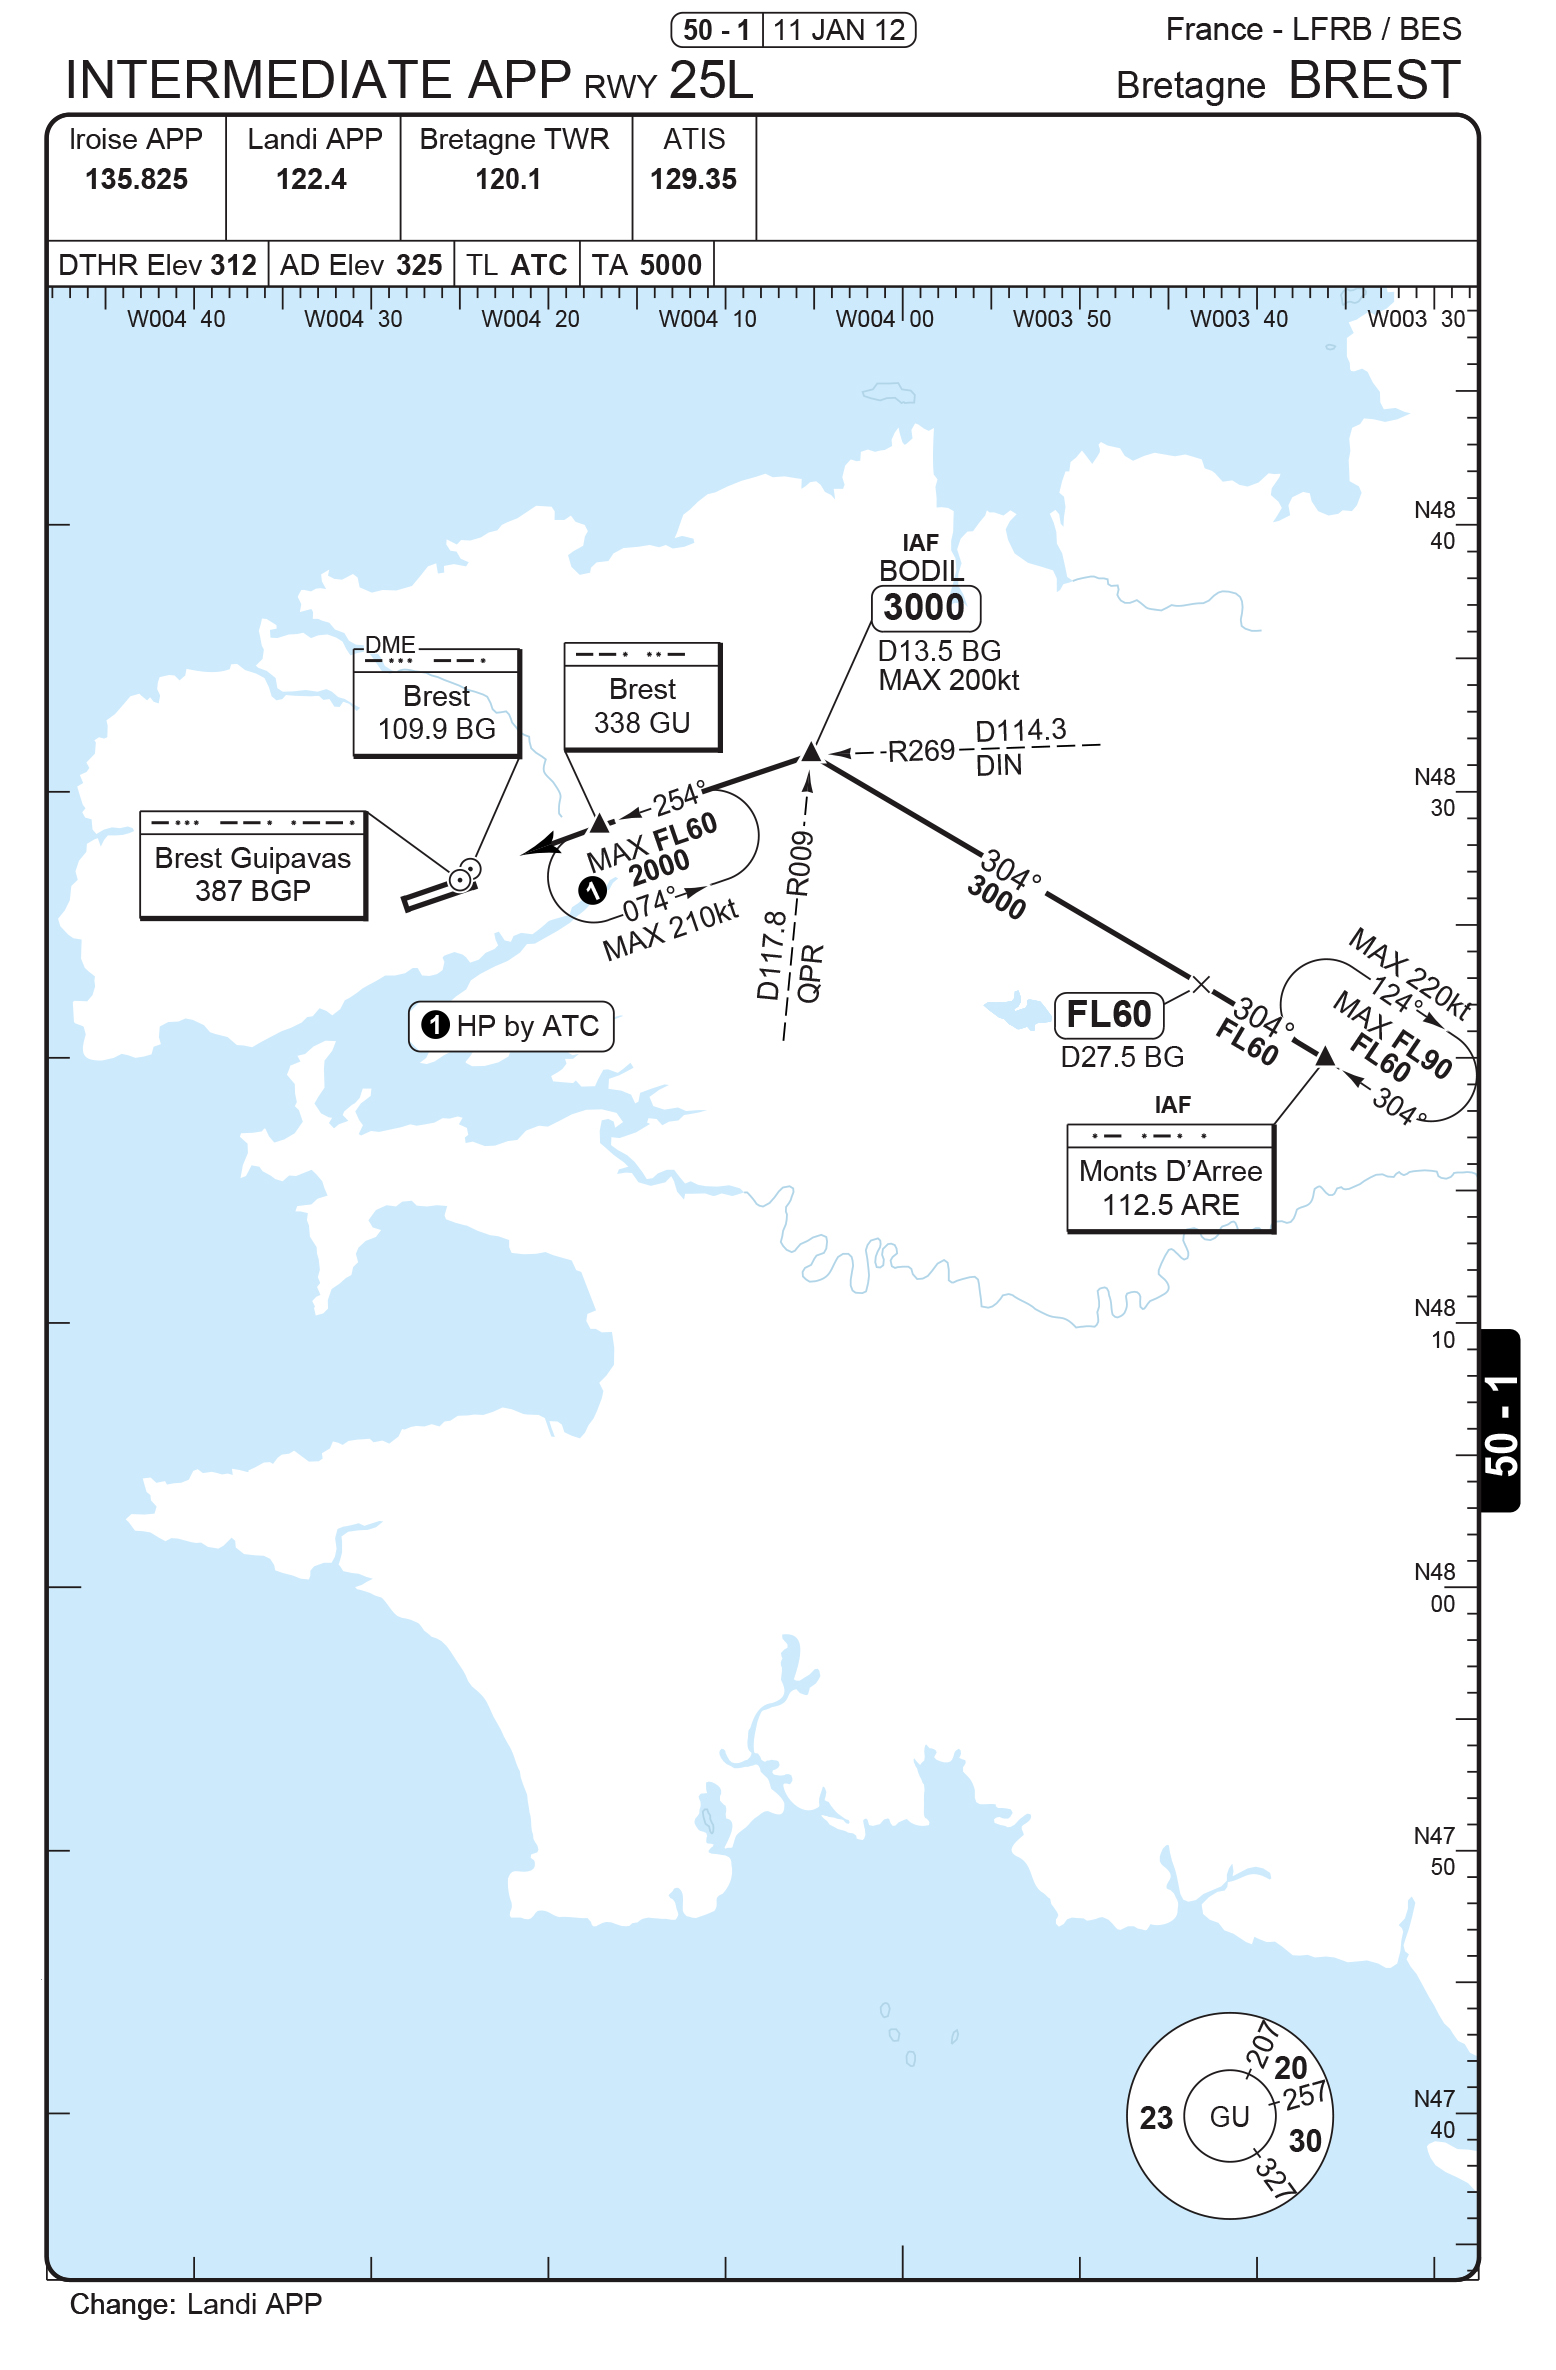 50 - 1 11 JAN 12
France - LFRB / BES
INTERMEDIATE APP RWY 25L
Bretagne BREST
Iroise APP
135.825
Landi APP
122.4
Bretagne TWR
120.1
ATIS
129.35
DTHR Elev 312
AD Elev 325
TL ATC
TA 5000
W004 40
W004 30
W004 20
W004 10
W004 00
W003 50
W003 40
W003 30
N48
40
IAF
BODIL
3000
D13.5 BG
MAX 200kt
DME
Brest
109.9 BG
Brest
338 GU
R269
D114.3
DIN
N48
30
254°
MAX FL60
2000
1
074°
MAX 210kt
Brest Guipavas
387 BGP
R009
D117.8
QPR
304°
3000
MAX 220kt
124°
MAX FL90
FL60
304°
304°
FL60
FL60
D27.5 BG
1 HP by ATC
IAF
Monts D’Arree
112.5 ARE
N48
10
50 - 1
N48
00
N47
50
N47
40
207
20
257
23
GU
30
327
Change: Landi APP